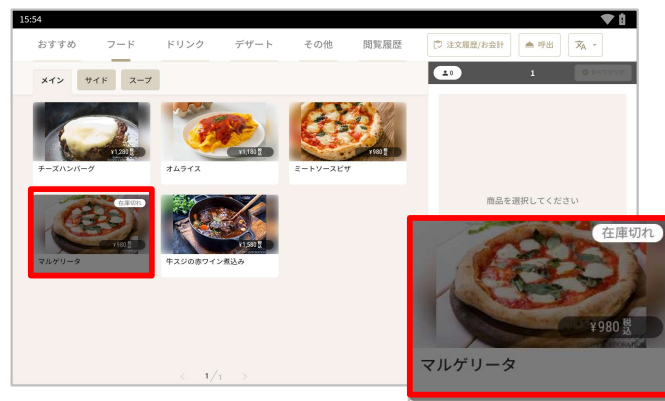 15:54
おすすめ
フード
ドリンク
デザート
その他
閲覧履歴
注文履歴/お会計
呼出
メイン
サイド
スープ
0
1
¥1,280
チーズハンバーグ
¥1,180
オムライス
¥980
ミートソースピザ
商品を選択してください
在庫切れ
¥980
マルゲリータ
¥1,580
牛スジの赤ワイン煮込み
1/1
在庫切れ
¥980 税込
マルゲリータ